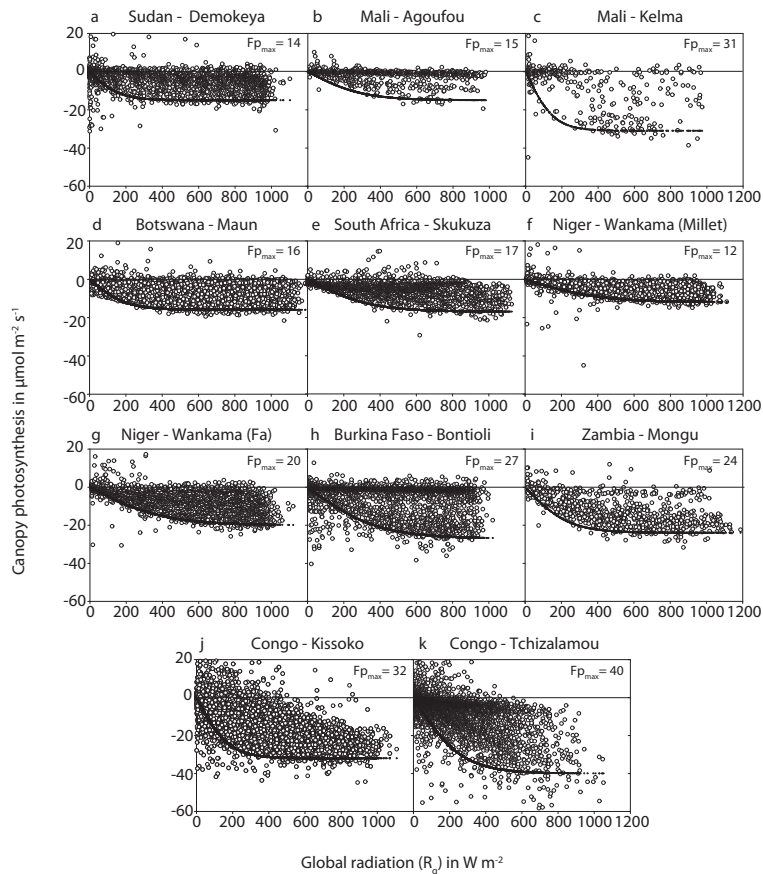 a Sudan - Demokeya b Mali - Agoufou c Mali - Kelma
20
0
-20
-40
-60
Fpmax = 14
Fpmax = 15
Fpmax = 31
0 200 400 600 800 1000 0 200 400 600 800 1000 0 200 400 600 800 1000 1200
d Botswana - Maun e South Africa - Skukuza f Niger - Wankama (Millet)
20
0
-20
-40
-60
Fpmax = 16
Fpmax = 17
Fpmax = 12
0 200 400 600 800 1000 0 200 400 600 800 1000 0 200 400 600 800 1000 1200
g Niger - Wankama (Fa) h Burkina Faso - Bontioli i Zambia - Mongu
20
0
-20
-40
-60
Fpmax = 20
Fpmax = 27
Fpmax = 24
0 200 400 600 800 1000 0 200 400 600 800 1000 0 200 400 600 800 1000 1200
j Congo - Kissoko k Congo - Tchizalamou
20
0
-20
-40
-60
Fpmax = 32
Fpmax = 40
0 200 400 600 800 1000 0 200 400 600 800 1000 1200
Canopy photosynthesis in µmol m⁻² s⁻¹
Global radiation (Rg) in W m⁻²